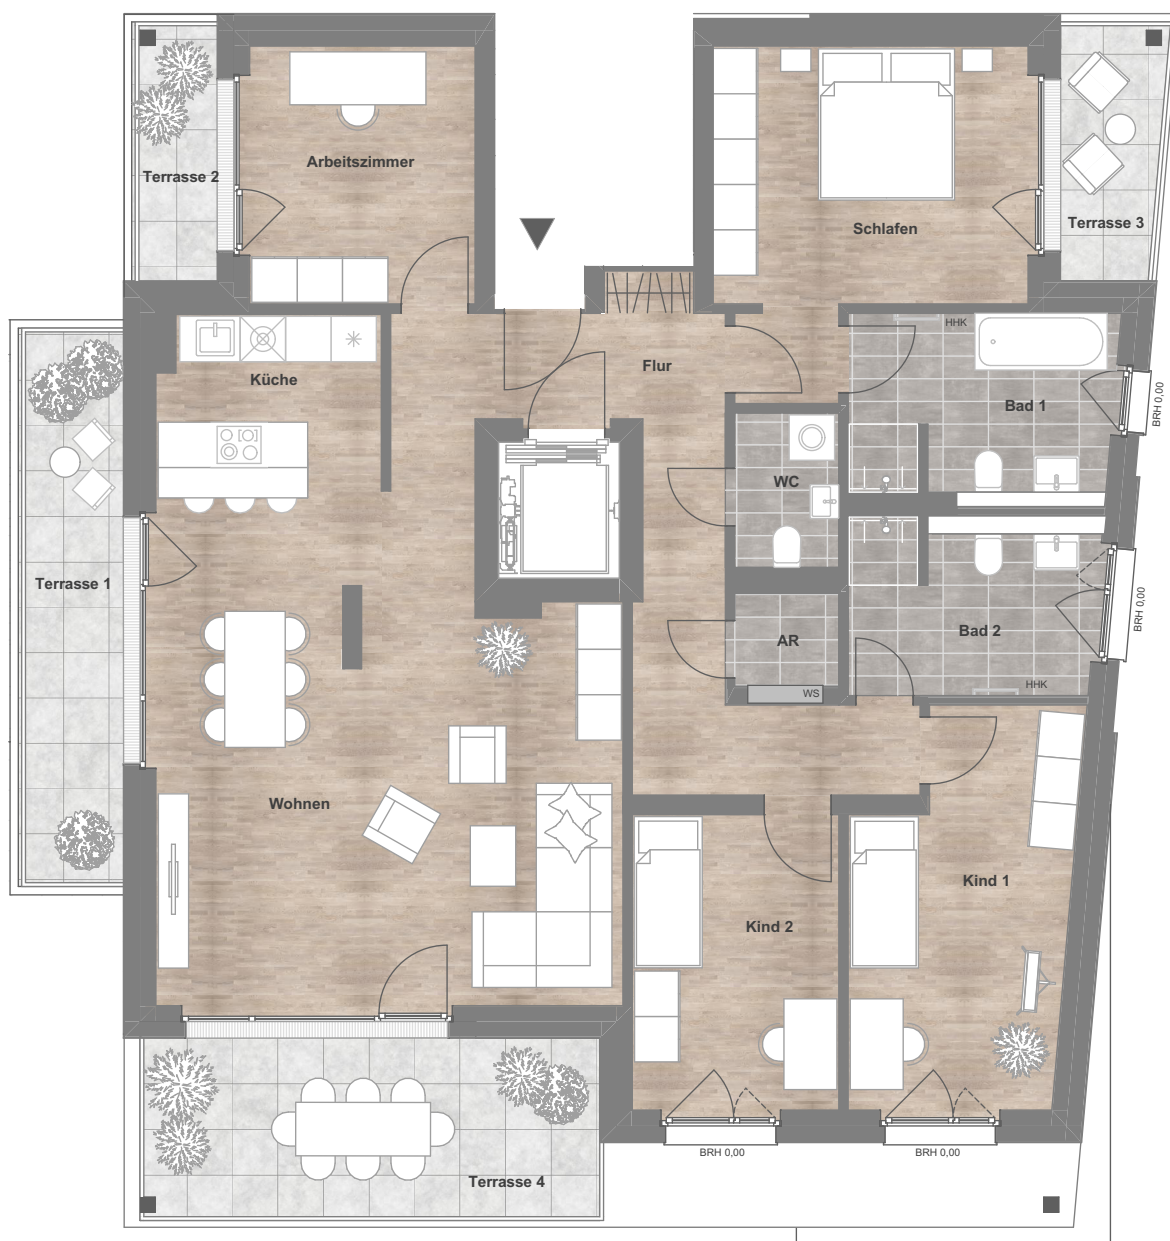 Arbeitszimmer
Terrasse 2
Schlafen
Terrasse 3
HHK
Flur
Küche
Bad 1
BRH 0,00
WC
Terrasse 1
BRH 0,00
Bad 2
AR
HHK
WS
Wohnen
Kind 1
Kind 2
BRH 0,00
BRH 0,00
Terrasse 4